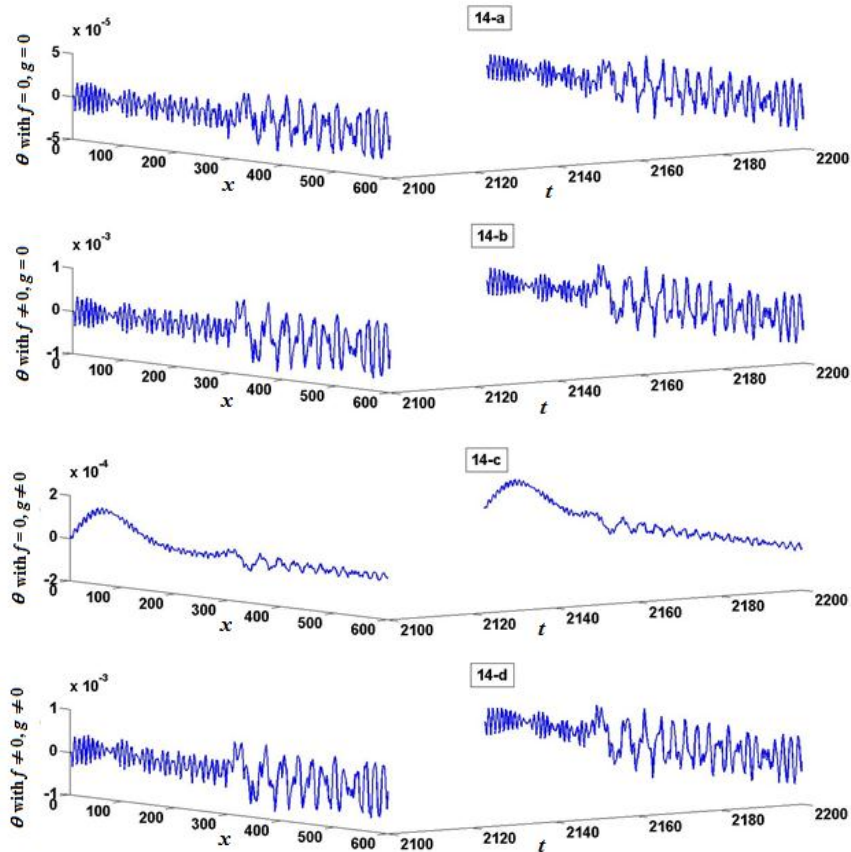 14-a
x 10⁻⁵
θ with f = 0, g = 0
5
0
-5
0 100 200 300 400 500 600
x
2100 2120 2140 2160 2180 2200
t
14-b
x 10⁻³
θ with f ≠ 0, g = 0
1
0
-1
0 100 200 300 400 500 600
x
2100 2120 2140 2160 2180 2200
t
14-c
x 10⁻⁴
θ with f = 0, g ≠ 0
2
0
-2
0 100 200 300 400 500 600
x
2100 2120 2140 2160 2180 2200
t
14-d
x 10⁻³
θ with f ≠ 0, g ≠ 0
1
0
-1
0 100 200 300 400 500 600
x
2100 2120 2140 2160 2180 2200
t